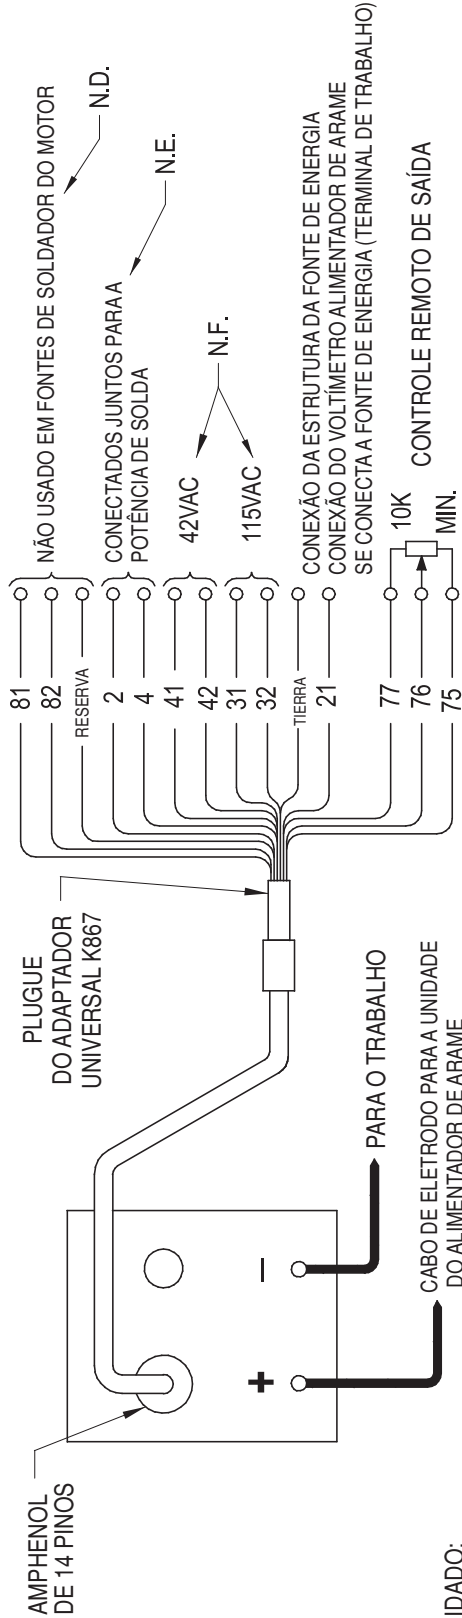 AMPHENOL
DE 14 PINOS
PLUGUE
DO ADAPTADOR
UNIVERSAL K867
81
82
RESERVA
2
4
41
42
31
32
TIERRA
21
77
76
75
NÃO USADO EM FONTES DE SOLDADOR DO MOTOR
N.D.
CONECTADOS JUNTOS PARA A
POTÊNCIA DE SOLDA
N.E.
42VAC
115VAC
N.F.
CONEXÃO DA ESTRUTURA DA FONTE DE ENERGIA
CONEXÃO DO VOLTÍMETRO ALIMENTADOR DE ARAME
SE CONECTA A FONTE DE ENERGIA (TERMINAL DE TRABALHO)
10K
MIN.
CONTROLE REMOTO DE SAÍDA
+
–
PARA O TRABALHO
CABO DE ELETRODO PARA A UNIDADE
DO ALIMENTADOR DE ARAME
IDADO: